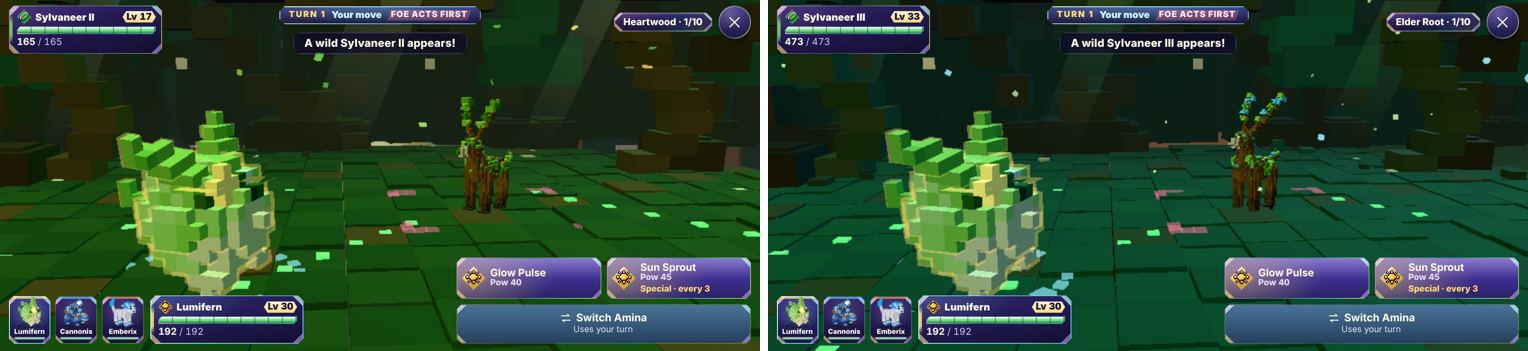 Sylvaneer II
Lv 17
165 / 165
TURN 1 Your move FOE ACTS FIRST
A wild Sylvaneer II appears!
Heartwood · 1/10
Glow Pulse
Pow 40
Sun Sprout
Pow 45
Special · every 3
Switch Amina
Uses your turn
Lumifern
Cannonis
Emberix
Lumifern
Lv 30
192 / 192
Sylvaneer III
Lv 33
473 / 473
TURN 1 Your move FOE ACTS FIRST
A wild Sylvaneer III appears!
Elder Root · 1/10
Glow Pulse
Pow 40
Sun Sprout
Pow 45
Special · every 3
Switch Amina
Uses your turn
Lumifern
Cannonis
Emberix
Lumifern
Lv 30
192 / 192